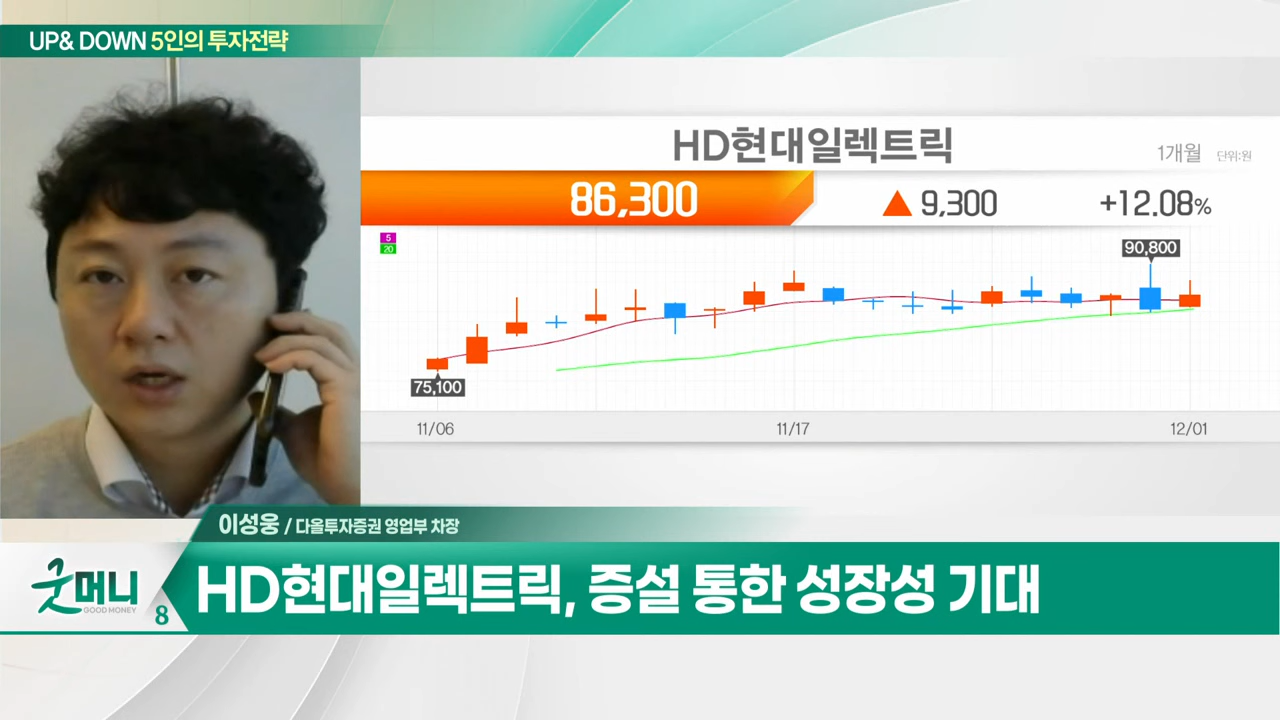 UP& DOWN 5인의 투자전략
HD현대일렉트릭
1개월 단위:원
86,300 ▲ 9,300 +12.08%
5
20
90,800
75,100
11/06 11/17 12/01
이성웅 / 다올투자증권 영업부 차장
굿머니
GOOD MONEY
8
HD현대일렉트릭, 증설 통한 성장성 기대